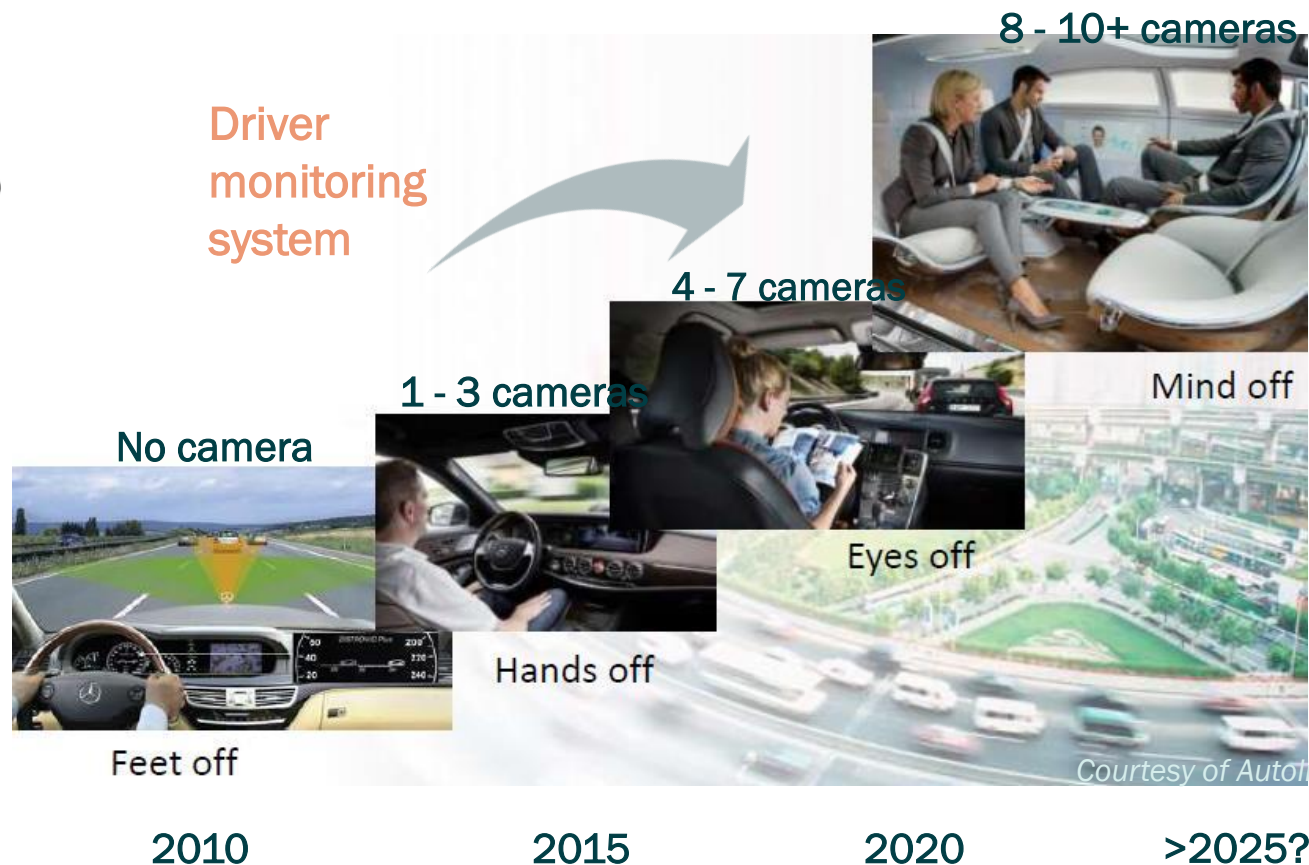 8 - 10+ cameras
Driver
monitoring
system
4 - 7 cameras
1 - 3 cameras
Mind off
No camera
Eyes off
Hands off
Feet off
Courtesy of
2010
2015
2020
>2025?